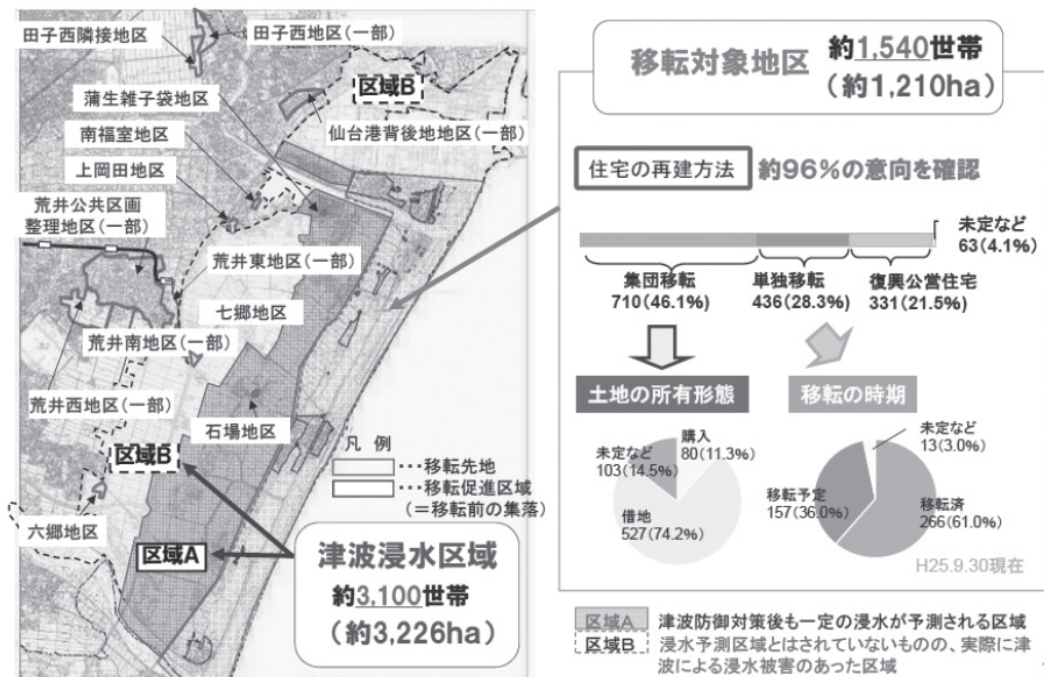 田子西隣接地区
田子西地区(一部)
蒲生雑子袋地区
区域B
南福室地区
仙台港背後地地区(一部)
上岡田地区
荒井公共区画
整理地区(一部)
荒井東地区(一部)
七郷地区
荒井南地区(一部)
荒井西地区(一部)
石場地区
区域B
凡 例
･･･移転先地
･･･移転促進区域
(=移転前の集落)
六郷地区
区域A
津波浸水区域
約3,100世帯
(約3,226ha)
移転対象地区 約1,540世帯
(約1,210ha)
住宅の再建方法 約96%の意向を確認
未定など
63(4.1%)
集団移転
710(46.1%)
単独移転
436(28.3%)
復興公営住宅
331(21.5%)
土地の所有形態
未定など
103(14.5%)
購入
80(11.3%)
借地
527(74.2%)
移転の時期
未定など
13(3.0%)
移転予定
157(36.0%)
移転済
266(61.0%)
H25.9.30現在
区域A 津波防御対策後も一定の浸水が予測される区域
区域B 浸水予測区域とはされていないものの、実際に津
波による浸水被害のあった区域